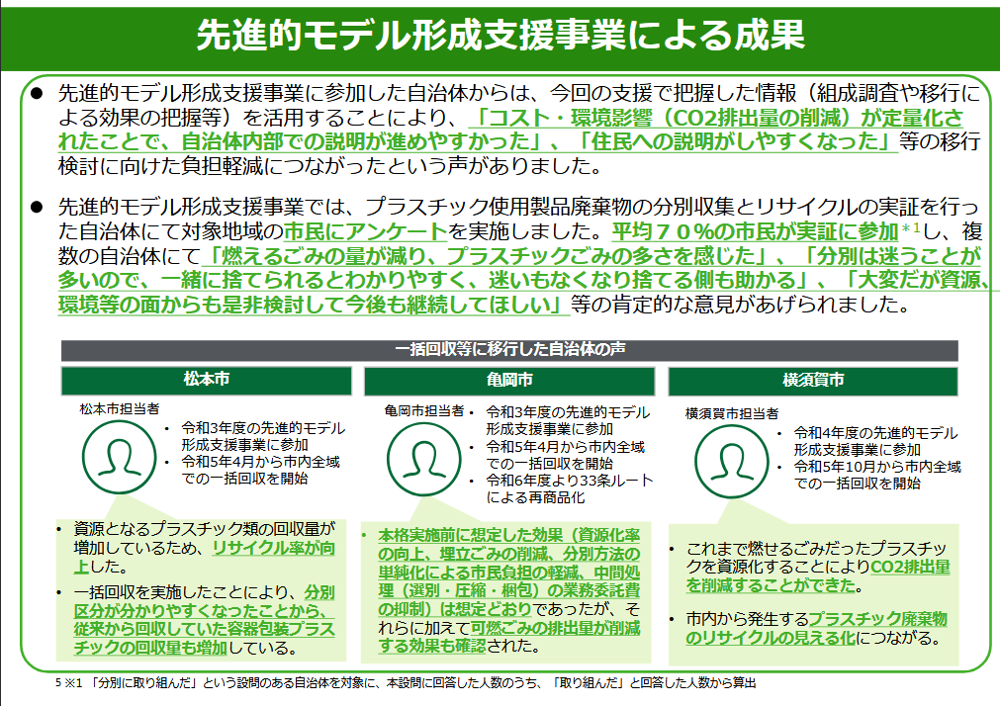 先進的モデル形成支援事業による成果
● 先進的モデル形成支援事業に参加した自治体からは、今回の支援で把握した情報（組成調査や移行に
よる効果の把握等）を活用することにより、「コスト・環境影響（CO2排出量の削減）が定量化さ
れたことで、自治体内部での説明が進めやすかった」、「住民への説明がしやすくなった」等の移行
検討に向けた負担軽減につながったという声がありました。
● 先進的モデル形成支援事業では、プラスチック使用製品廃棄物の分別収集とリサイクルの実証を行っ
た自治体にて対象地域の市民にアンケートを実施しました。平均７０％の市民が実証に参加※1し、複
数の自治体にて「燃えるごみの量が減り、プラスチックごみの多さを感じた」、「分別は迷うことが
多いので、一緒に捨てられるとわかりやすく、迷いもなくなり捨てる側も助かる」、「大変だが資源、
環境等の面からも是非検討して今後も継続してほしい」等の肯定的な意見があげられました。
一括回収等に移行した自治体の声
松本市
松本市担当者
• 令和3年度の先進的モデル
形成支援事業に参加
• 令和5年4月から市内全域
での一括回収を開始
• 資源となるプラスチック類の回収量が
増加しているため、リサイクル率が向
上した。
• 一括回収を実施したことにより、分別
区分が分かりやすくなったことから、
従来から回収していた容器包装プラス
チックの回収量も増加している。
亀岡市
亀岡市担当者
• 令和3年度の先進的モデル
形成支援事業に参加
• 令和5年4月から市内全域
での一括回収を開始
• 令和6年度より33条ルート
による再商品化
• 本格実施前に想定した効果（資源化率
の向上、埋立ごみの削減、分別方法の
単純化による市民負担の軽減、中間処
理（選別・圧縮・梱包）の業務委託費
の抑制）は想定どおりであったが、そ
れらに加えて可燃ごみの排出量が削減
する効果も確認された。
横須賀市
横須賀市担当者
• 令和4年度の先進的モデル
形成支援事業に参加
• 令和5年10月から市内全域
での一括回収を開始
• これまで燃せるごみだったプラスチッ
クを資源化することによりCO2排出量
を削減することができた。
• 市内から発生するプラスチック廃棄物
のリサイクルの見える化につながる。
5 ※1 「分別に取り組んだ」という設問のある自治体を対象に、本設問に回答した人数のうち、「取り組んだ」と回答した人数から算出